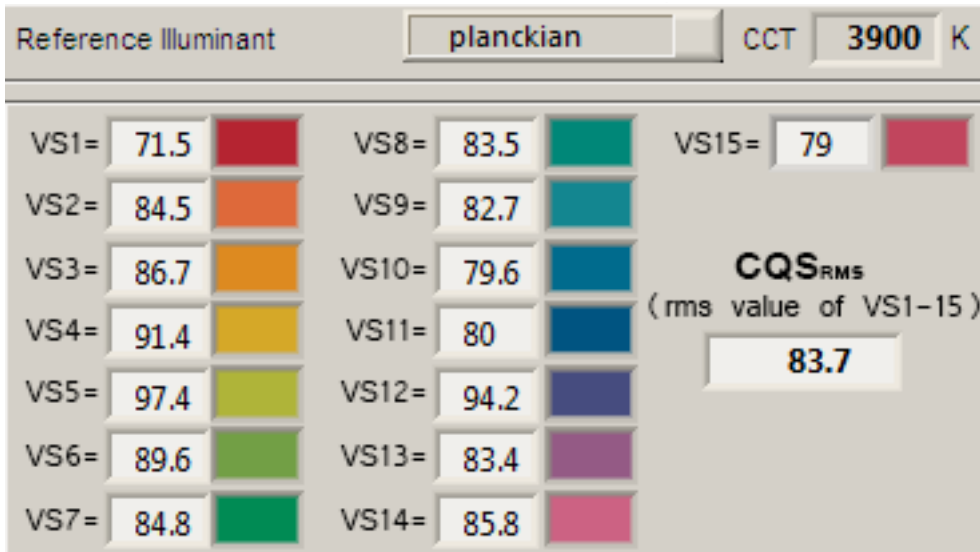 Reference Illuminant planckian CCT 3900 K
VS1= 71.5 VS8= 83.5 VS15= 79
VS2= 84.5 VS9= 82.7
VS3= 86.7 VS10= 79.6 CQSRMS
VS4= 91.4 VS11= 80 (rms value of VS1-15)
VS5= 97.4 VS12= 94.2 83.7
VS6= 89.6 VS13= 83.4
VS7= 84.8 VS14= 85.8